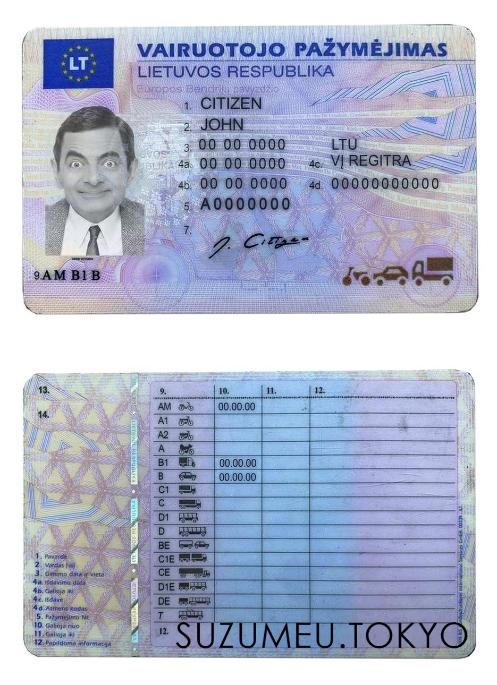 LT
VAIRUOTOJO PAŽYMĖJIMAS
LIETUVOS RESPUBLIKA
Europos Bendrijų pavyzdžio
1. CITIZEN
2. JOHN
3. 00 00 0000 LTU
4a. 00 00 0000 4c. VĮ REGITRA
4b. 00 00 0000 4d. 00000000000
5. A0000000
7. J. Citizen
9. AM B1 B
13.
14.
9. 10. 11. 12.
AM 00.00.00
A1
A2
A
B1 00.00.00
B 00.00.00
C1
C
D1
D
BE
C1E
CE
D1E
DE
T
12.
1. Pavardė
2. Vardas (ai)
3. Gimimo data ir vieta
4a. Išdavimo data
4b. Galioja iki
4c. Išdavė
4d. Asmens kodas
5. Pažymėjimo Nr.
10. Galioja nuo
11. Galioja iki
12. Papildoma informacija
SUZUMEU.TOKYO